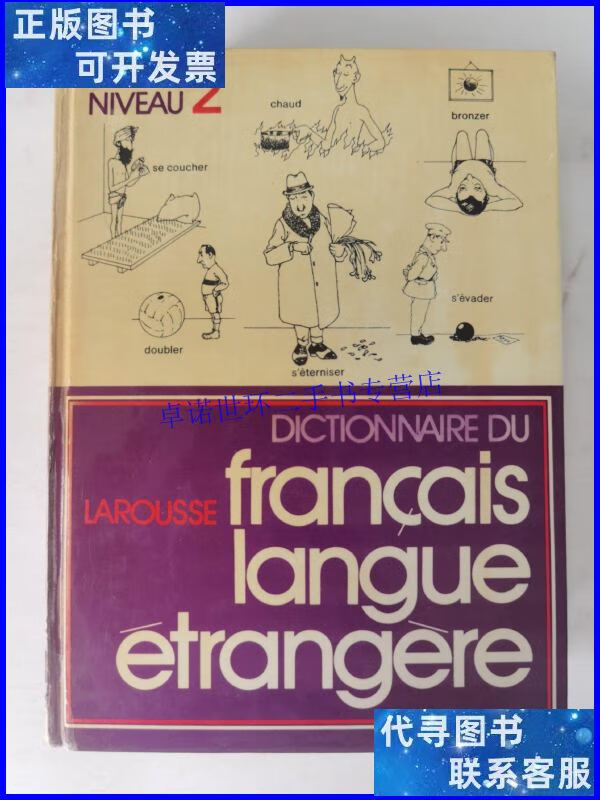 正版图书
可开发票
NIVEAU 2
chaud
bronzer
se coucher
s'évader
doubler
s'éterniser
卓诺世环二手书专营店
DICTIONNAIRE DU
LAROUSSE français
langue
étrangère
代寻图书
联系客服